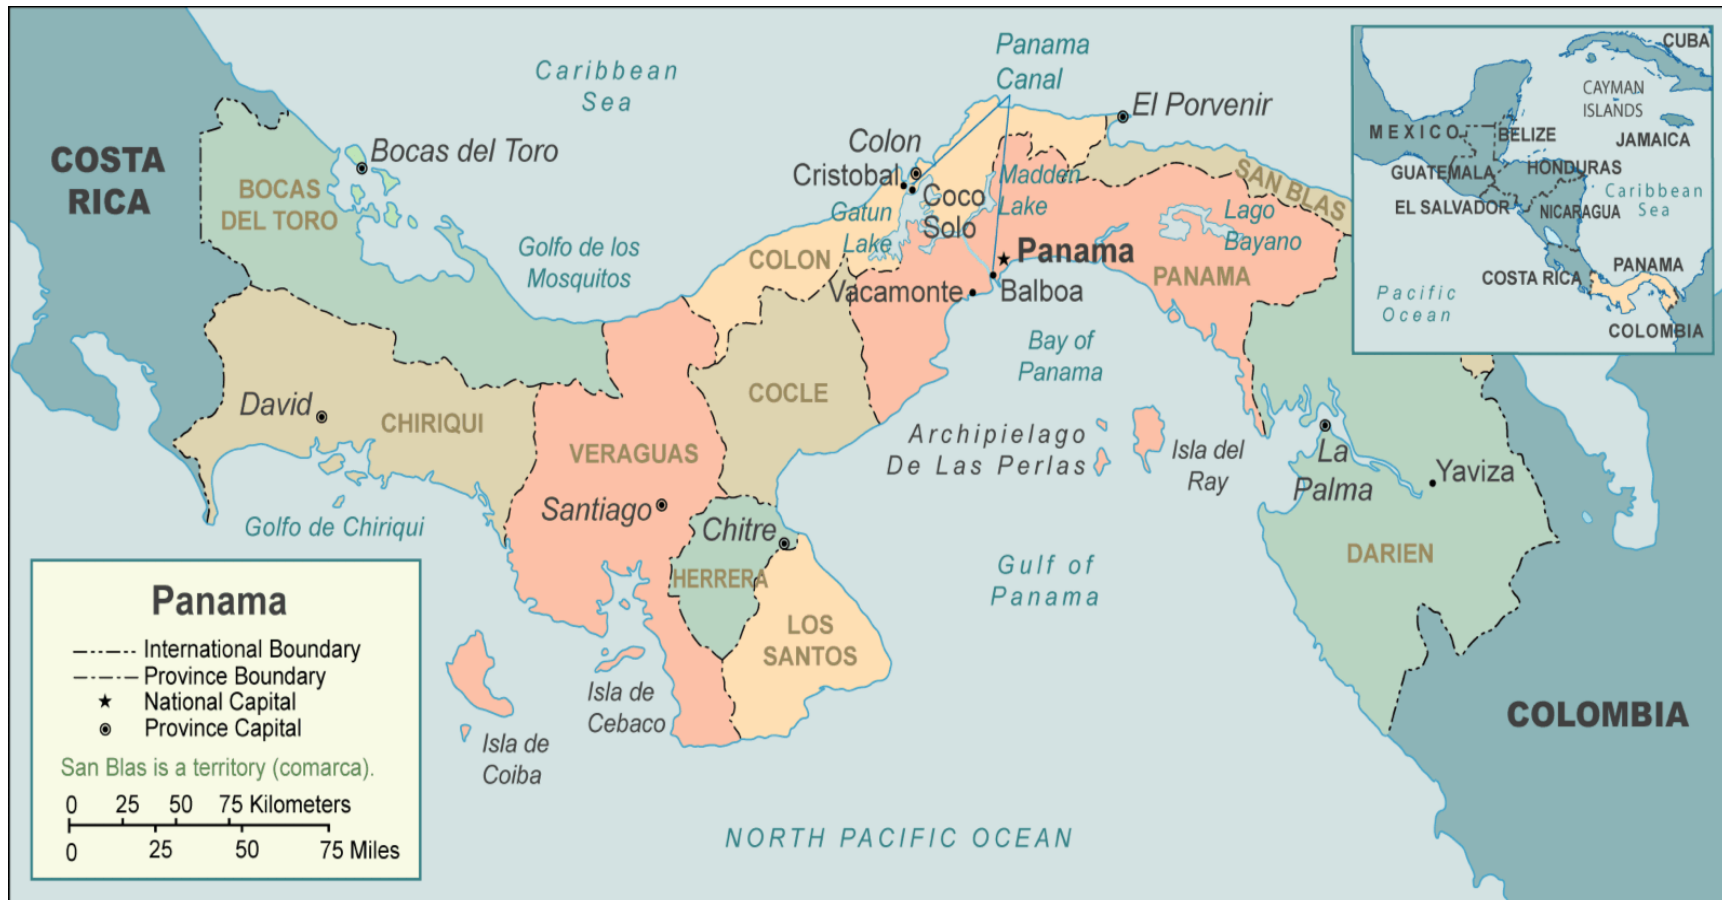 Caribbean
Sea
Panama
Canal
El Porvenir
COSTA
RICA
Bocas del Toro
BOCAS
DEL TORO
Colon
Cristobal
Coco
Solo
Madden
Lake
Gatun
Lake
SAN BLAS
Lago
Bayano
Golfo de los
Mosquitos
COLON
Panama
PANAMA
Vacamonte
Balboa
Bay of
Panama
David
CHIRIQUI
COCLE
VERAGUAS
Archipielago
De Las Perlas
Isla del
Ray
La
Palma
Yaviza
Santiago
Golfo de Chiriqui
Chitre
HERRERA
DARIEN
Gulf of
Panama
LOS
SANTOS
Isla de
Cebaco
Isla de
Coiba
COLOMBIA
NORTH PACIFIC OCEAN
CUBA
CAYMAN
ISLANDS
MEXICO
BELIZE
JAMAICA
GUATEMALA
HONDURAS
Caribbean
Sea
EL SALVADOR
NICARAGUA
COSTA RICA
PANAMA
Pacific
Ocean
COLOMBIA
Panama
International Boundary
Province Boundary
National Capital
Province Capital
San Blas is a territory (comarca).
0 25 50 75 Kilometers
0 25 50 75 Miles